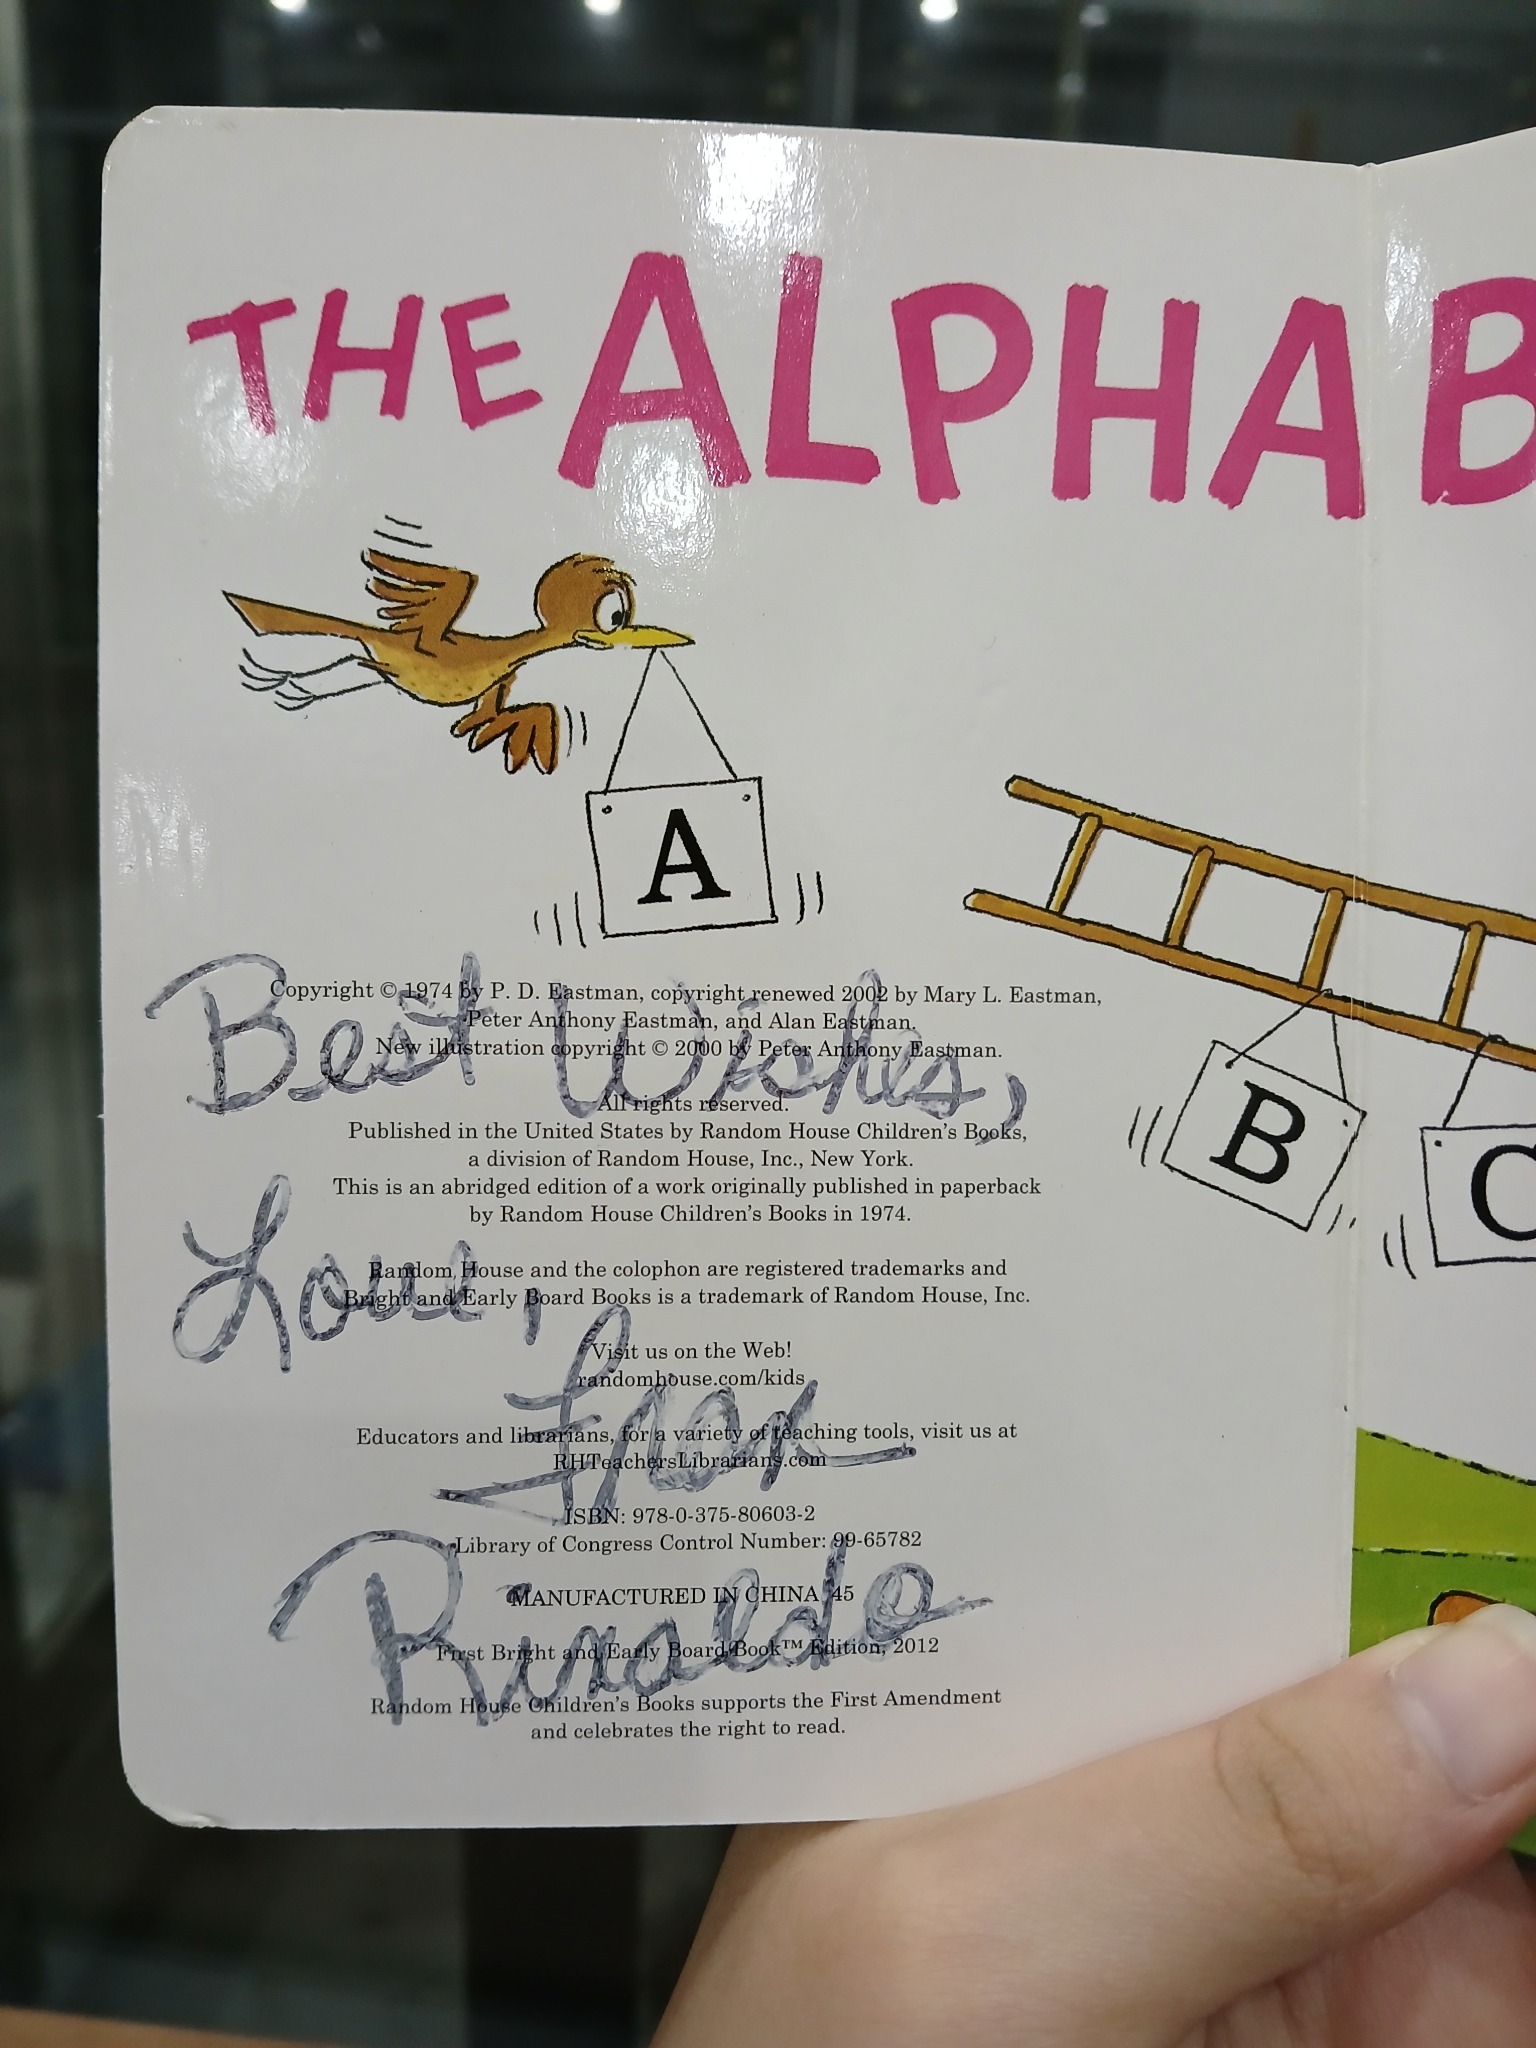 THE ALPHAB
A
B
C
Copyright © 1974 by P. D. Eastman, copyright renewed 2002 by Mary L. Eastman,
Peter Anthony Eastman, and Alan Eastman.
New illustration copyright © 2000 by Peter Anthony Eastman.
Best Wishes,
All rights reserved.
Published in the United States by Random House Children's Books,
a division of Random House, Inc., New York.
This is an abridged edition of a work originally published in paperback
by Random House Children's Books in 1974.
Love,
Random House and the colophon are registered trademarks and
Bright and Early Board Books is a trademark of Random House, Inc.
Visit us on the Web!
randomhouse.com/kids
Educators and librarians, for a variety of teaching tools, visit us at
RHTeachersLibrarians.com
ISBN: 978-0-375-80603-2
Library of Congress Control Number: 99-65782
Rinaldo
MANUFACTURED IN CHINA 45
First Bright and Early Board Book™ Edition, 2012
Random House Children's Books supports the First Amendment
and celebrates the right to read.